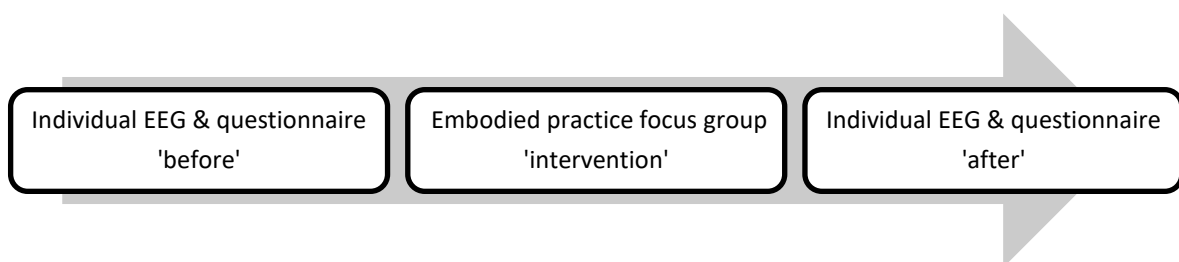 Individual EEG & questionnaire
'before'
Embodied practice focus group
'intervention'
Individual EEG & questionnaire
'after'